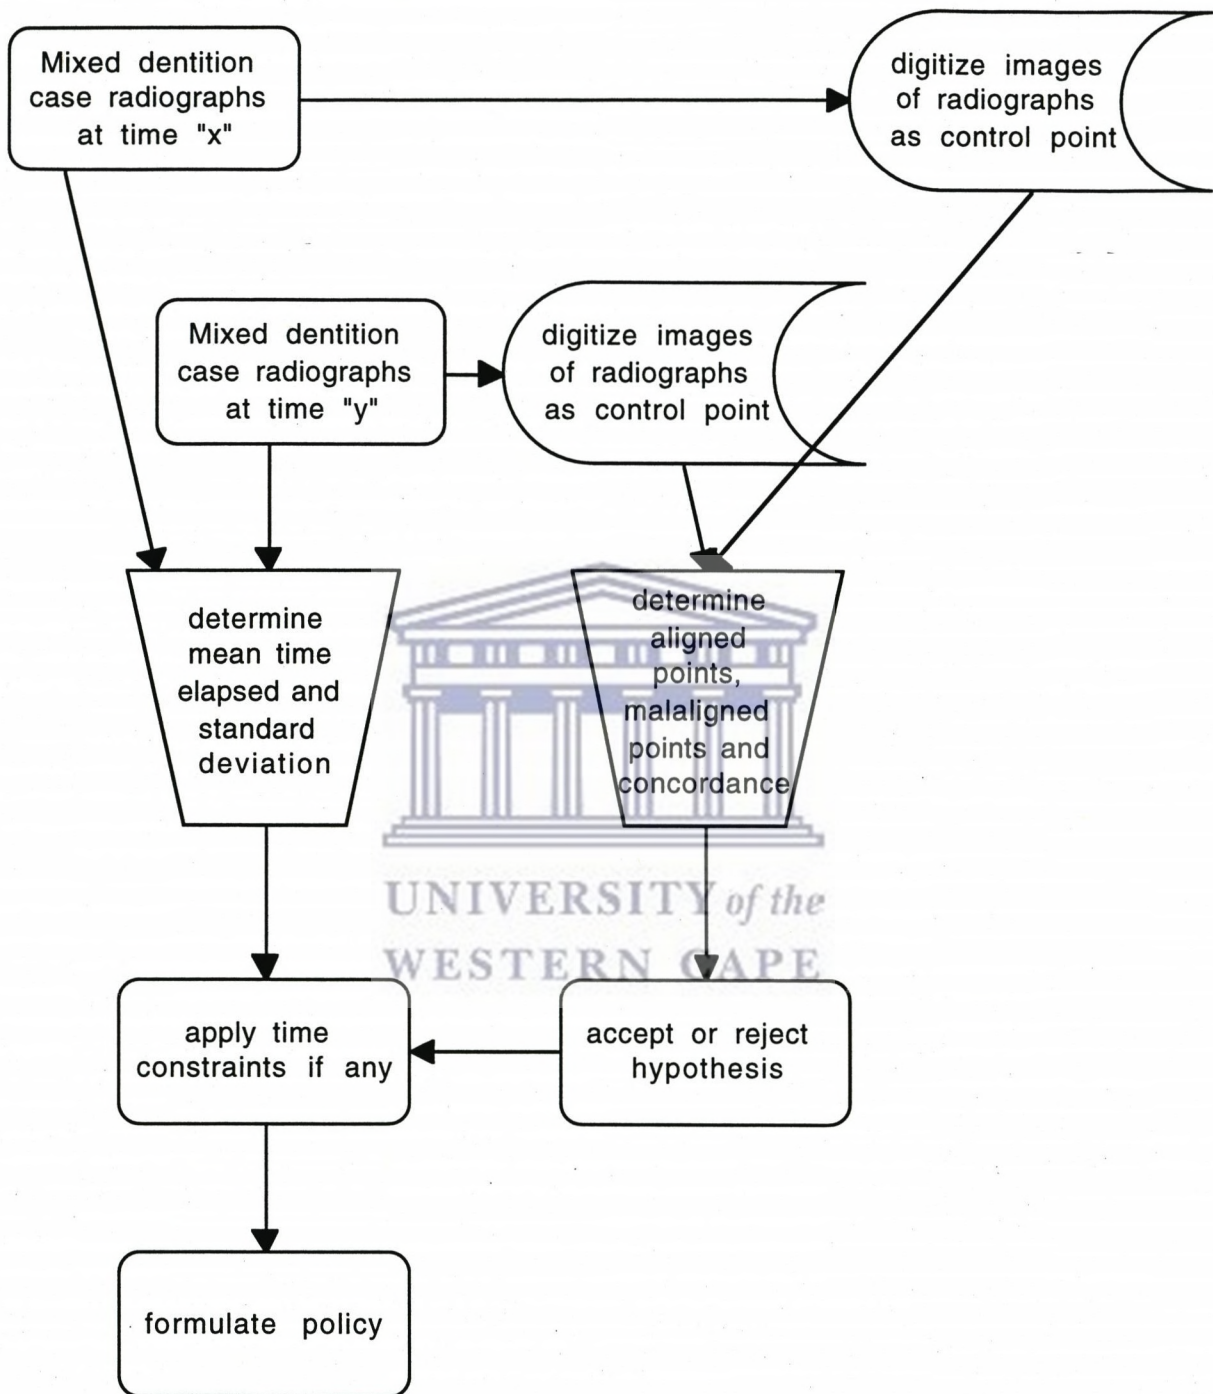 Mixed dentition
case radiographs
at time "x"
digitize images
of radiographs
as control point
Mixed dentition
case radiographs
at time "y"
digitize images
of radiographs
as control point
determine
mean time
elapsed and
standard
deviation
determine
aligned
points,
malaligned
points and
concordance
UNIVERSITY of the
WESTERN CAPE
apply time
constraints if any
accept or reject
hypothesis
formulate policy